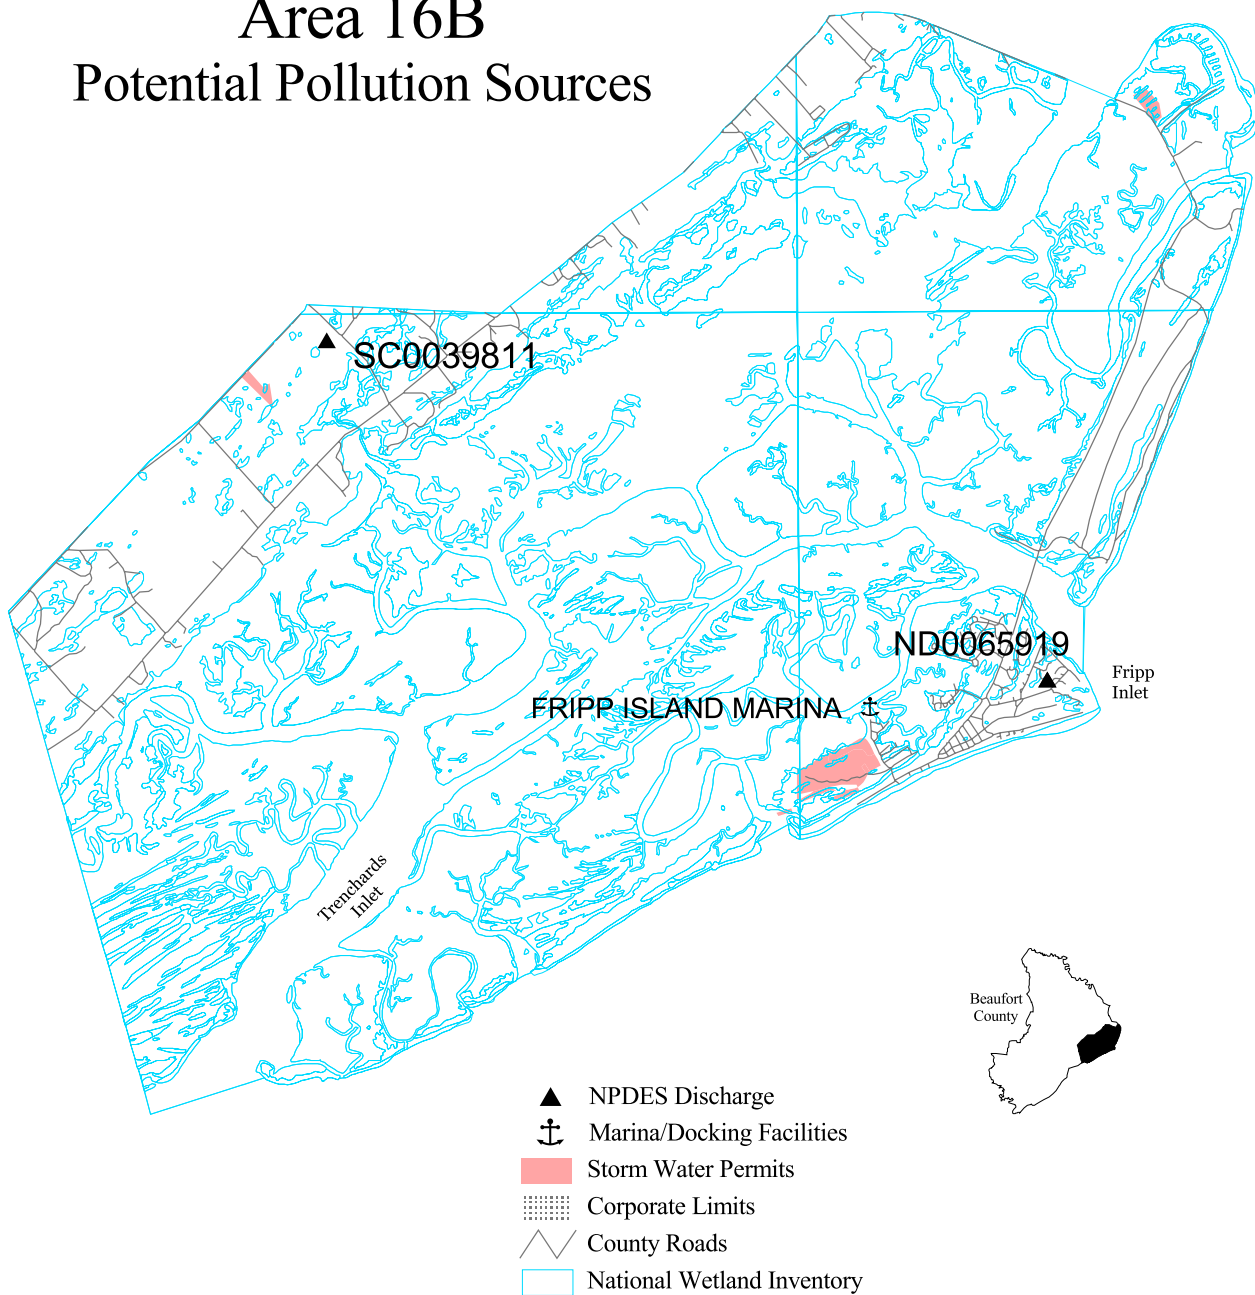 Area 16B
Potential Pollution Sources
SC0039811
ND0065919
Fripp
Inlet
FRIPP ISLAND MARINA
Trenchards
Inlet
Beaufort
County
NPDES Discharge
Marina/Docking Facilities
Storm Water Permits
Corporate Limits
County Roads
National Wetland Inventory